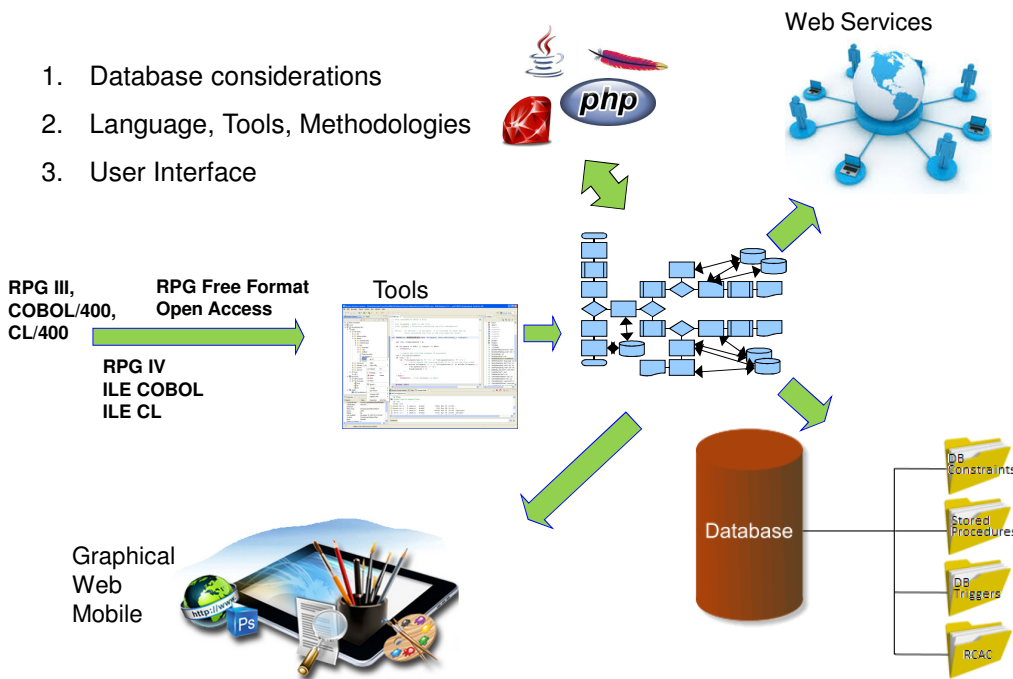 Web Services
1. Database considerations
2. Language, Tools, Methodologies
3. User Interface
php
RPG III,
COBOL/400,
CL/400
RPG Free Format
Open Access
RPG IV
ILE COBOL
ILE CL
Tools
Graphical
Web
Mobile
http://www
Ps
Database
DB
Constraints
Stored
Procedures
DB
Triggers
RCAC